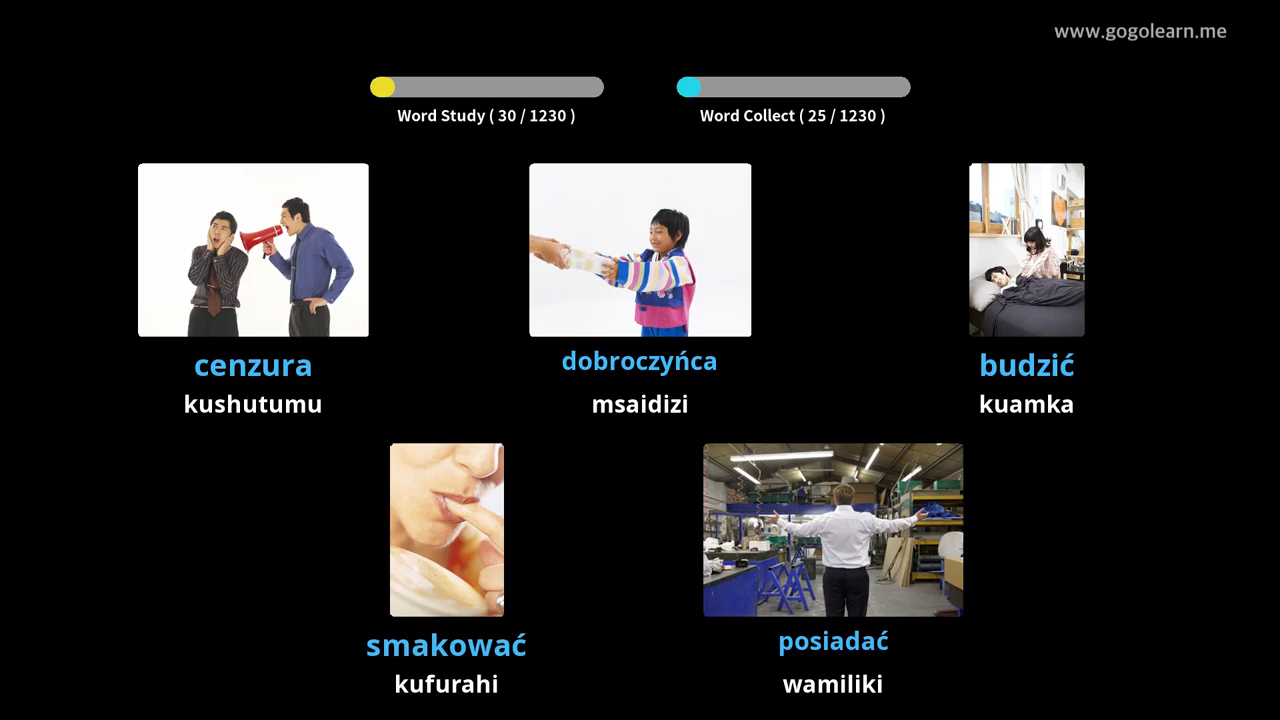 www.gogolearn.me
Word Study ( 30 / 1230 )
Word Collect ( 25 / 1230 )
cenzura
kushutumu
dobroczyńca
msaidizi
budzić
kuamka
smakować
kufurahi
posiadać
wamiliki